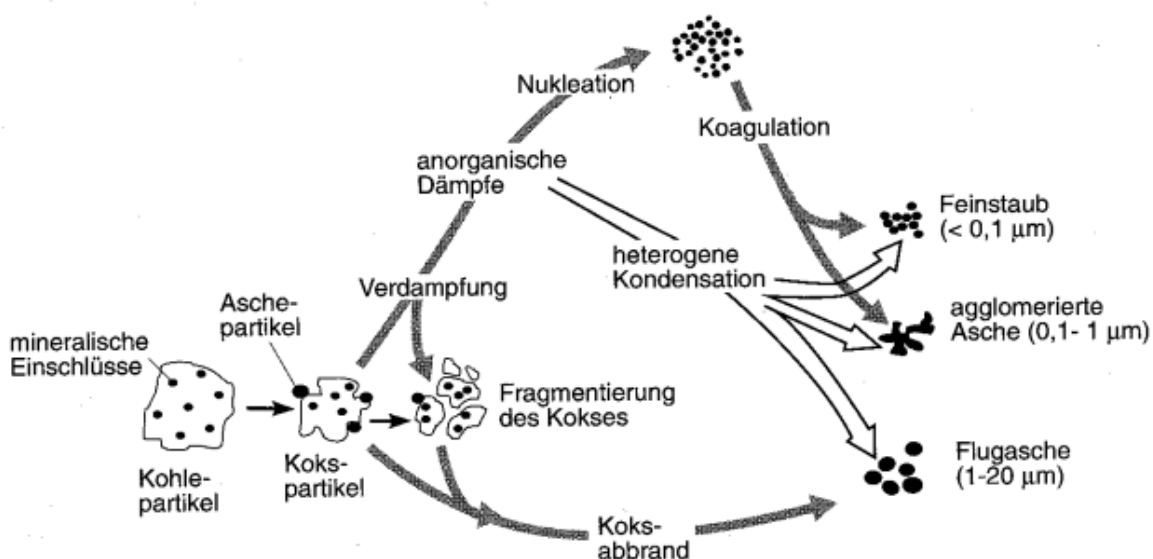 Nukleation
Koagulation
anorganische
Dämpfe
Feinstaub
(< 0,1 µm)
heterogene
Kondensation
Verdampfung
Asche-
partikel
agglomerierte
Asche (0,1- 1 µm)
mineralische
Einschlüsse
Fragmentierung
des Kokses
Flugasche
(1-20 µm)
Kohle-
partikel
Koks-
partikel
Koks-
abbrand